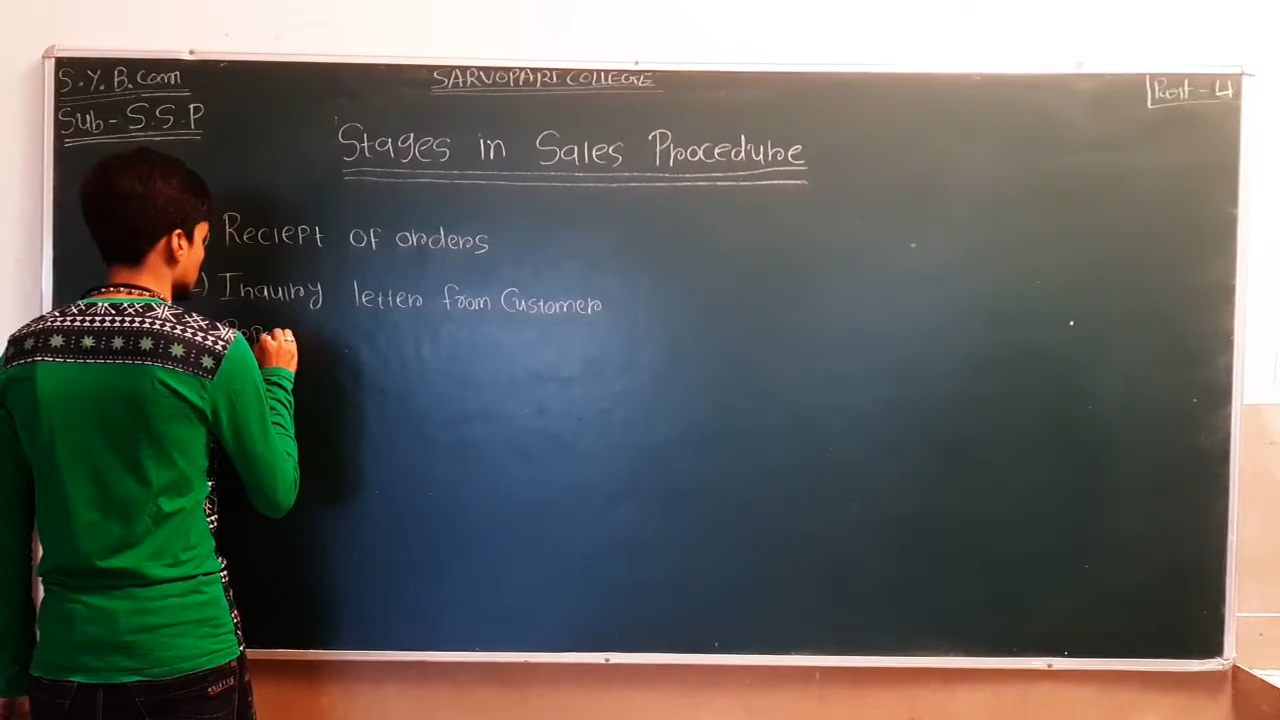 S.Y.B.Com
SARVOPARI COLLEGE
Part - 4
Sub - S.S.P
Stages in Sales Procedure
Reciept of orders
Inquiry letter from Customer